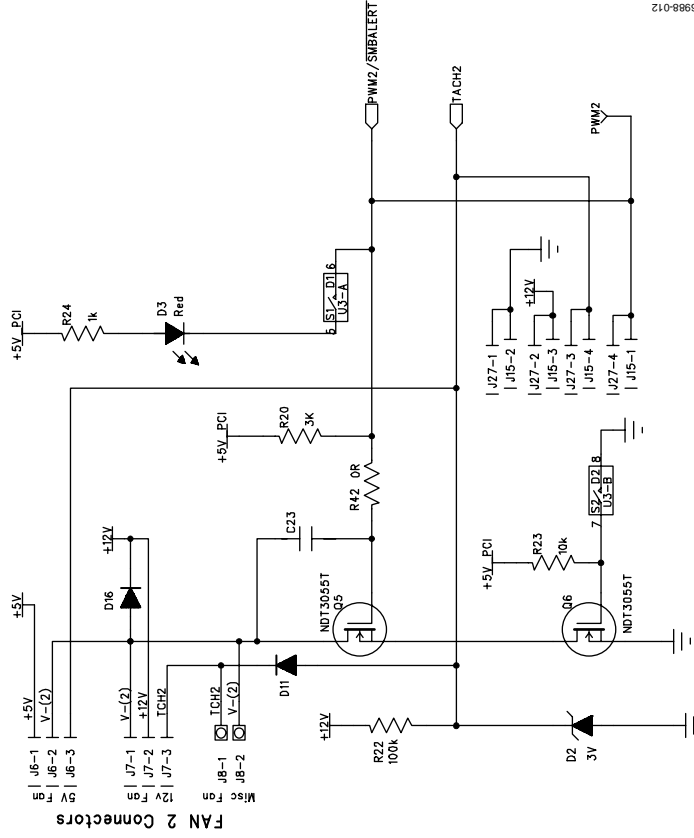 6988-012
PWM2/SMBALERT
TACH2
PWM2
+5V_PCI
R24
1k
D3
Red
5 S1 D1 6
U3-A
+12V
J27-1
J15-2
J27-2
J15-3
J27-3
J15-4
J27-4
J15-1
+5V_PCI
R20
3K
R42 0R
C23
+12V
D16
+5V
NDT3055T
Q5
+5V_PCI
R23
10k
7 S2 D2 8
U3-B
Q6
NDT3055T
D11
+12V
R22
100k
D2
3V
+5V
V-(2)
J6-1
J6-2
J6-3
5V Fan
V-(2)
+12V
TCH2
J7-1
J7-2
J7-3
12v Fan
TCH2
V-(2)
J8-1
J8-2
Misc Fan
FAN 2 Connectors